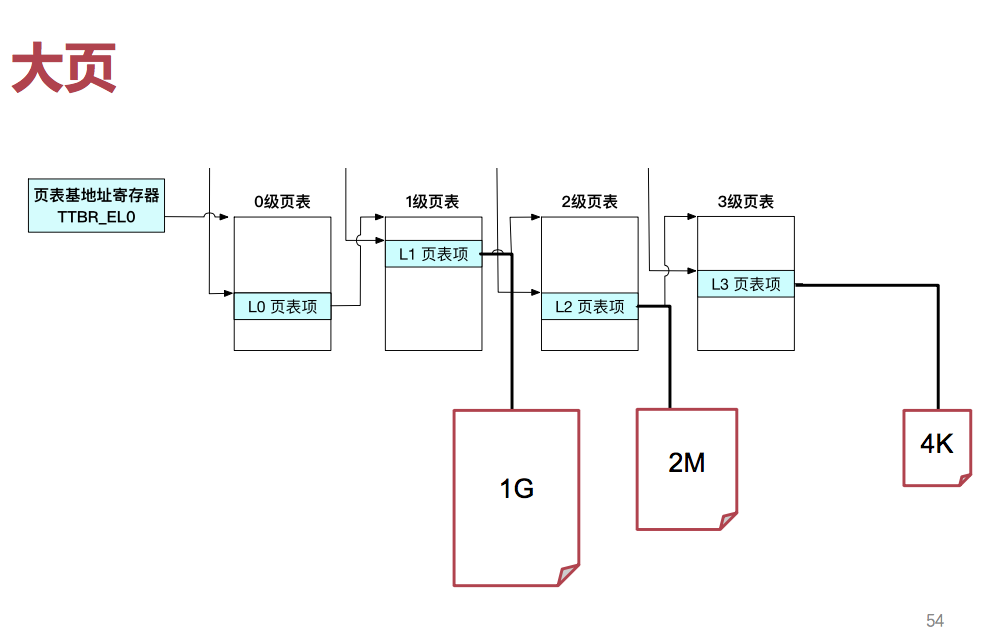 大页
页表基地址寄存器
TTBR_EL0
0级页表
1级页表
2级页表
3级页表
L0 页表项
L1 页表项
L2 页表项
L3 页表项
1G
2M
4K
54